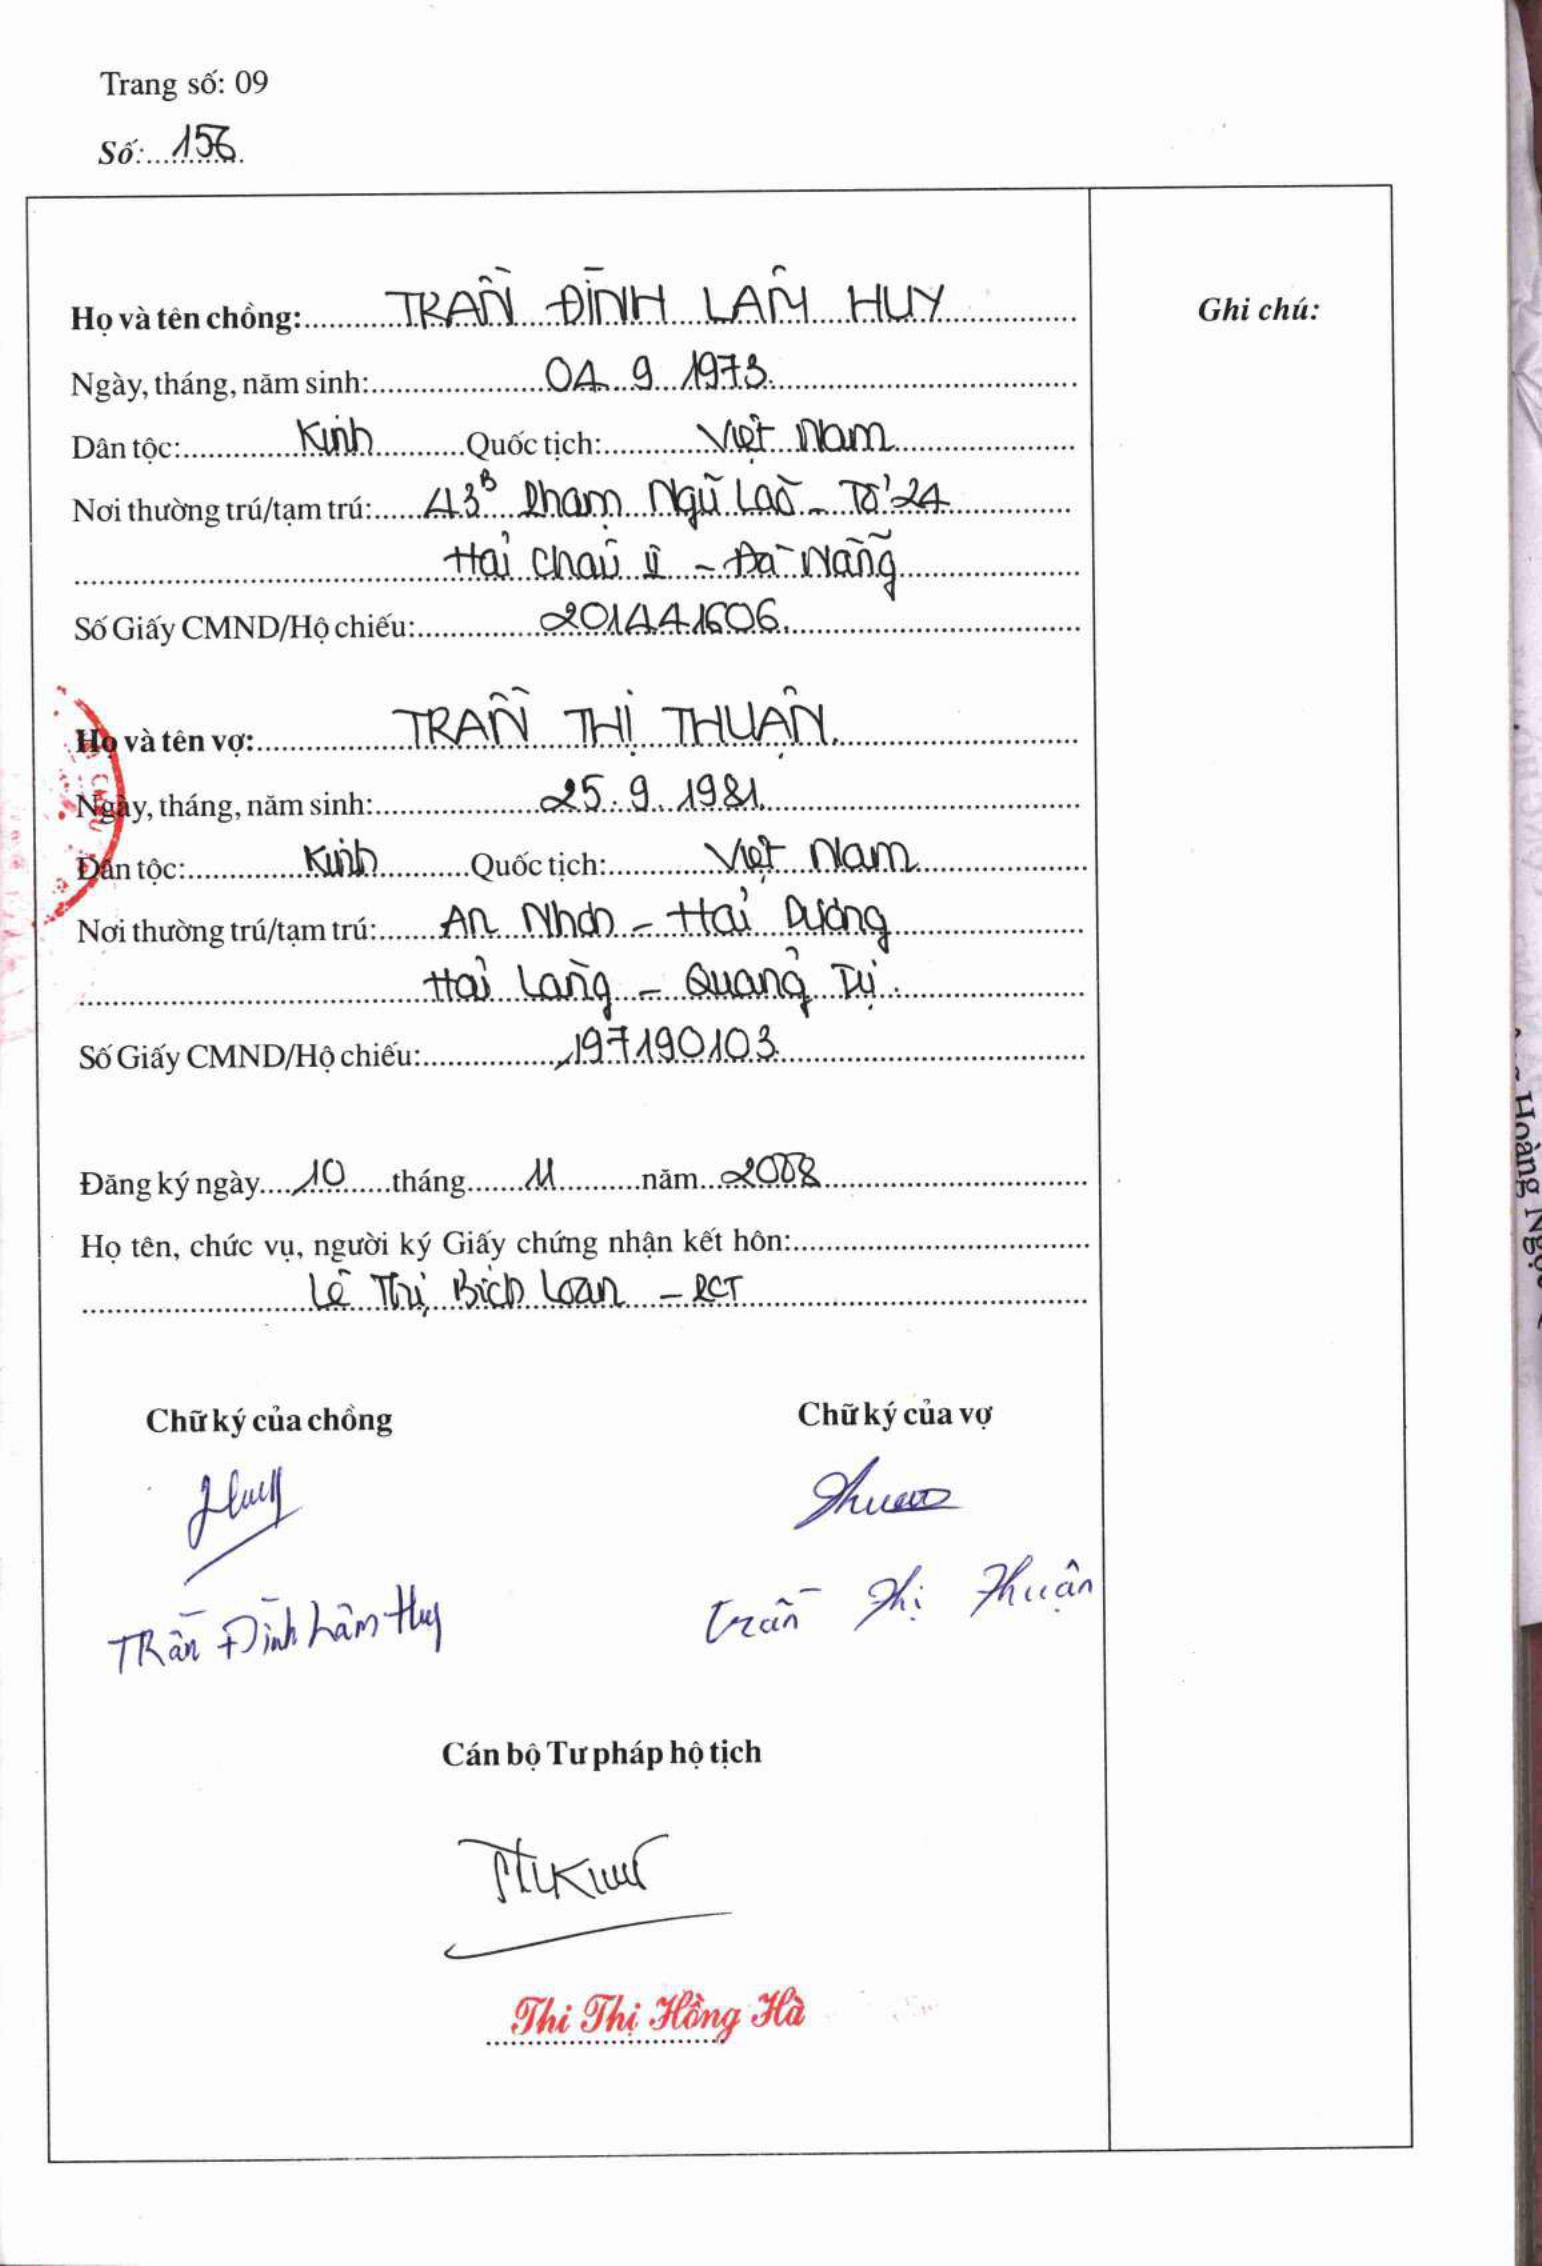 Trang số: 09
Số: 156
Họ và tên chồng: TRẦN ĐÌNH LÂM HUY
Ghi chú:
Ngày, tháng, năm sinh: 04 9 1973
Dân tộc: Kinh Quốc tịch: Việt Nam
Nơi thường trú/tạm trú: 43B Phạm Ngũ Lão - Tổ 24
Hải Châu II - Đà Nẵng
Số Giấy CMND/Hộ chiếu: 201441606
Họ và tên vợ: TRẦN THỊ THUẬN
Ngày, tháng, năm sinh: 25.9.1981
Dân tộc: Kinh Quốc tịch: Việt Nam
Nơi thường trú/tạm trú: An Nhơn - Hải Dương
Hải Lăng - Quảng Trị.
Số Giấy CMND/Hộ chiếu: 197190103
Đăng ký ngày 10 tháng 11 năm 2008
Họ tên, chức vụ, người ký Giấy chứng nhận kết hôn:
Lê Thị Bích Loan - PCT
Chữ ký của chồng
Chữ ký của vợ
Huy
Thuận
Trần Đình Lâm Huy
Trần Thị Thuận
Cán bộ Tư pháp hộ tịch
Thi Thị Hồng Hà